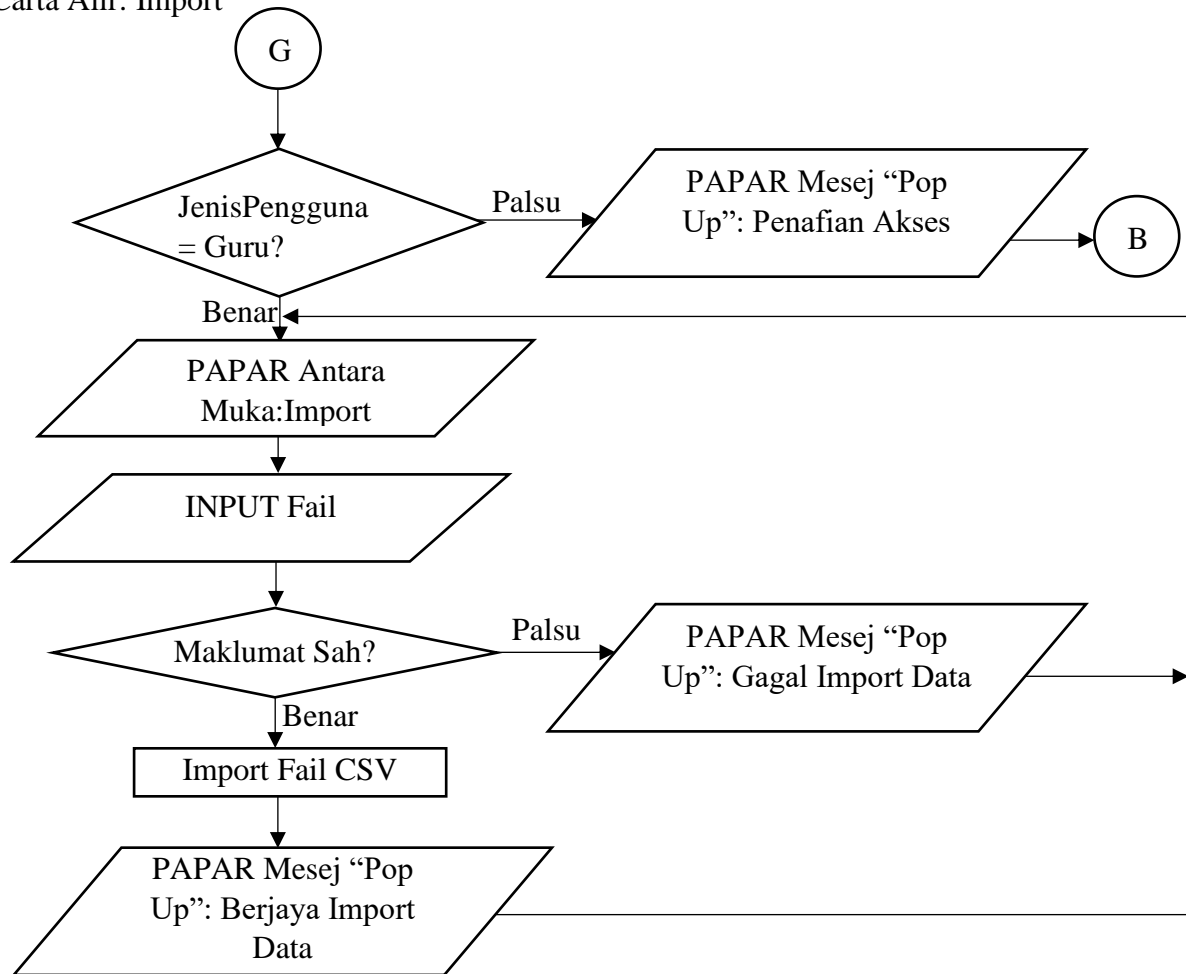 Carta Alir: Import
G
JenisPengguna
= Guru?
Palsu
PAPAR Mesej “Pop
Up”: Penafian Akses
B
Benar
PAPAR Antara
Muka:Import
INPUT Fail
Maklumat Sah?
Palsu
PAPAR Mesej “Pop
Up”: Gagal Import Data
Benar
Import Fail CSV
PAPAR Mesej “Pop
Up”: Berjaya Import
Data